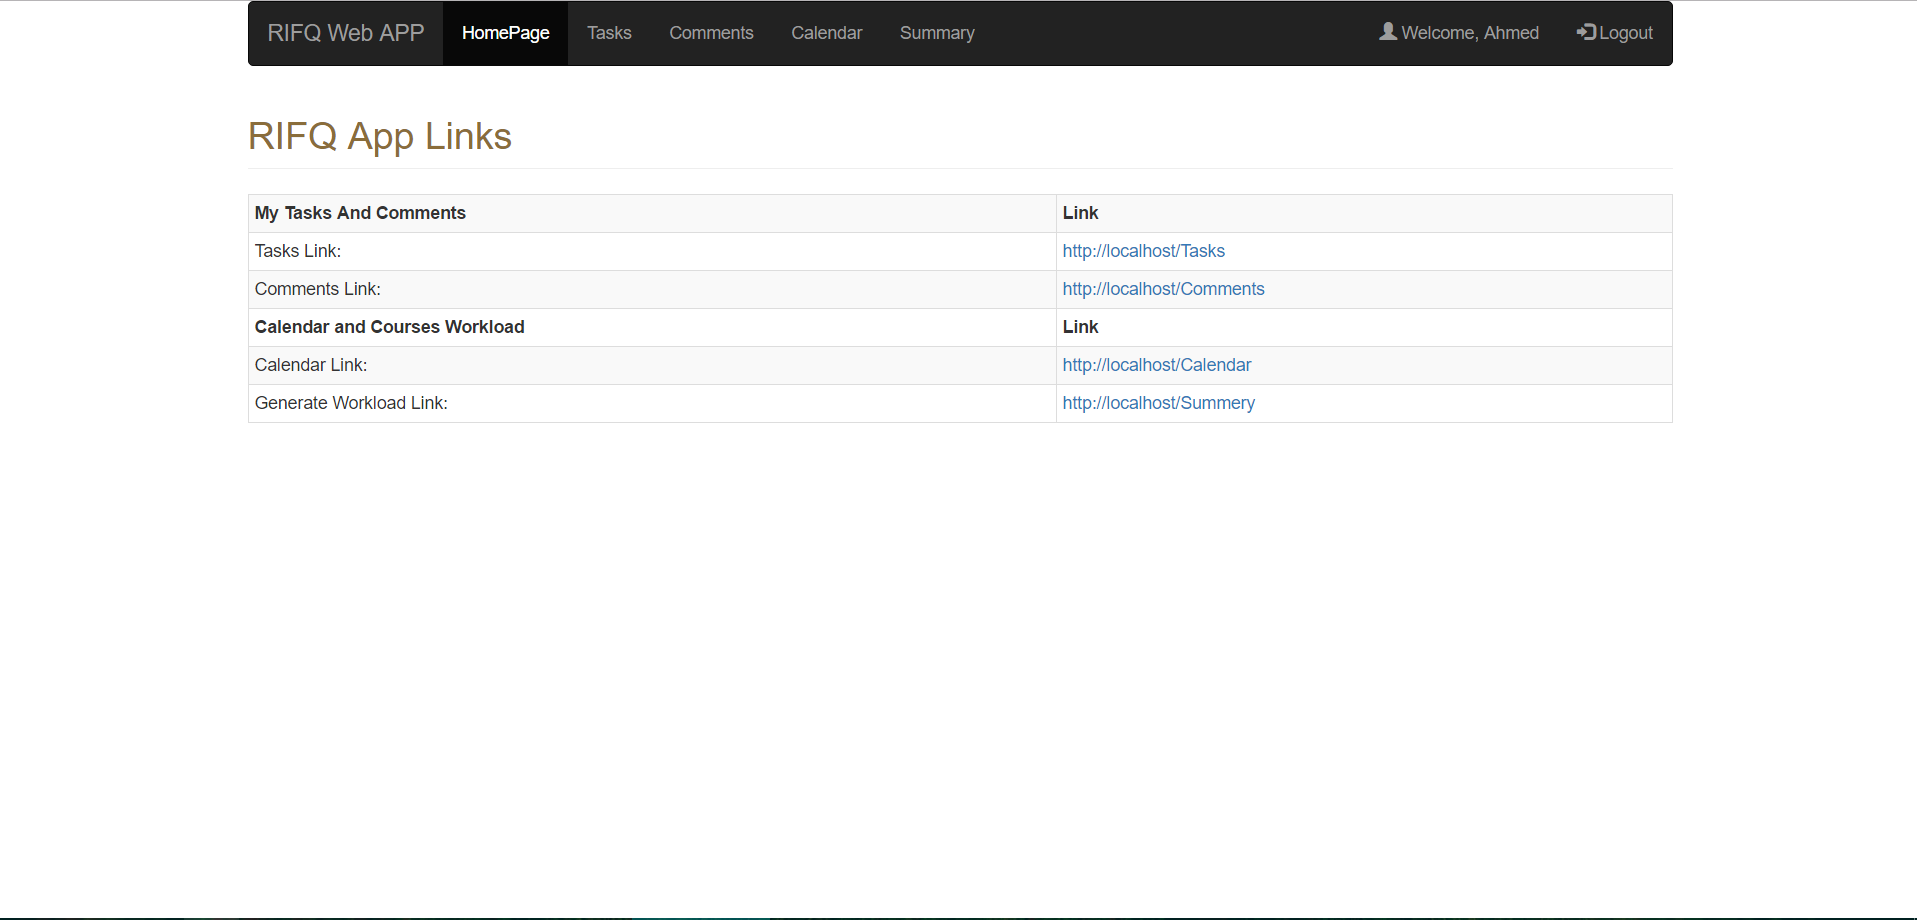 RIFQ Web APP HomePage Tasks Comments Calendar Summary Welcome, Ahmed Logout
RIFQ App Links
My Tasks And Comments Link
Tasks Link: http://localhost/Tasks
Comments Link: http://localhost/Comments
Calendar and Courses Workload Link
Calendar Link: http://localhost/Calendar
Generate Workload Link: http://localhost/Summery